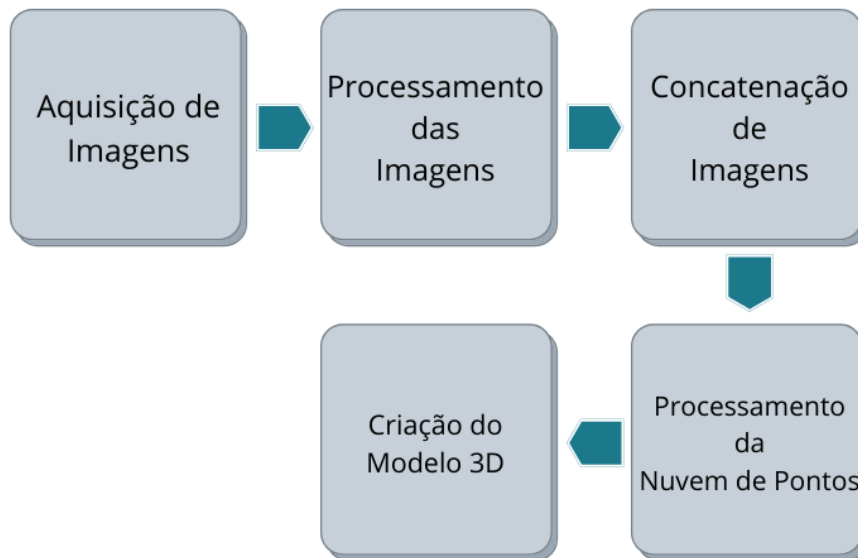 Aquisição de
Imagens
Processamento
das
Imagens
Concatenação
de
Imagens
Processamento
da
Nuvem de Pontos
Criação do
Modelo 3D